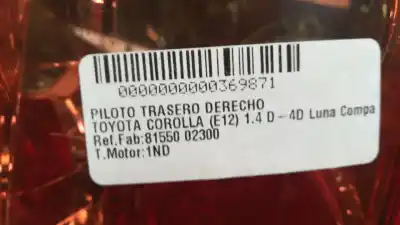 0000000000369871
PILOTO TRASERO DERECHO
TOYOTA COROLLA (E12) 1.4 D-4D Luna Compa
Ref.Fab:81550 02300
T.Motor:1ND